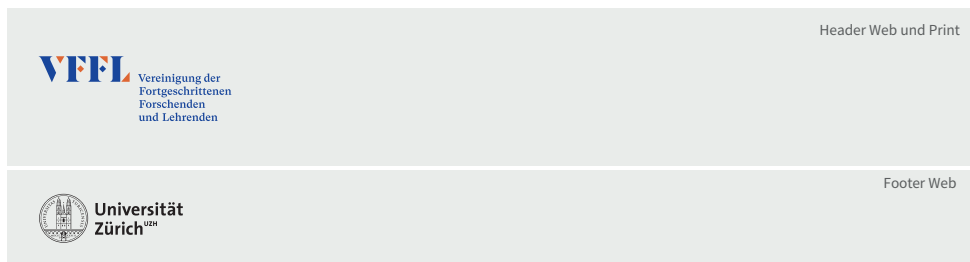 Header Web und Print
VFFL
Vereinigung der
Fortgeschrittenen
Forschenden
und Lehrenden
Footer Web
Universität
Zürich UZH